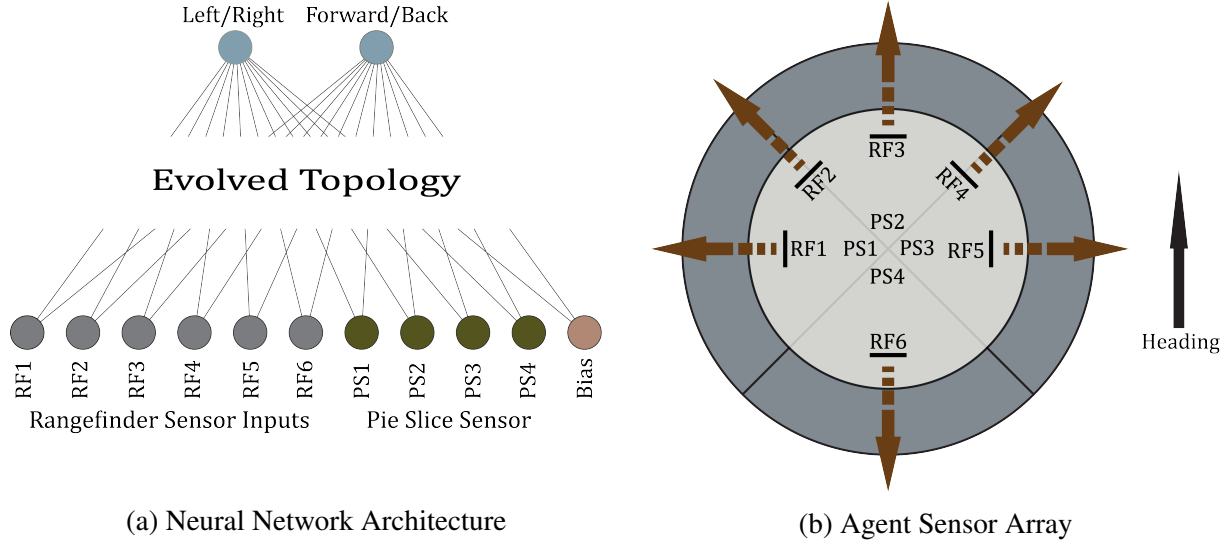 Left/Right Forward/Back
Evolved Topology
RF1 RF2 RF3 RF4 RF5 RF6 PS1 PS2 PS3 PS4 Bias
Rangefinder Sensor Inputs Pie Slice Sensor
(a) Neural Network Architecture
RF3
RF2 RF4
PS2
RF1 PS1 PS3 RF5
PS4
RF6
Heading
(b) Agent Sensor Array